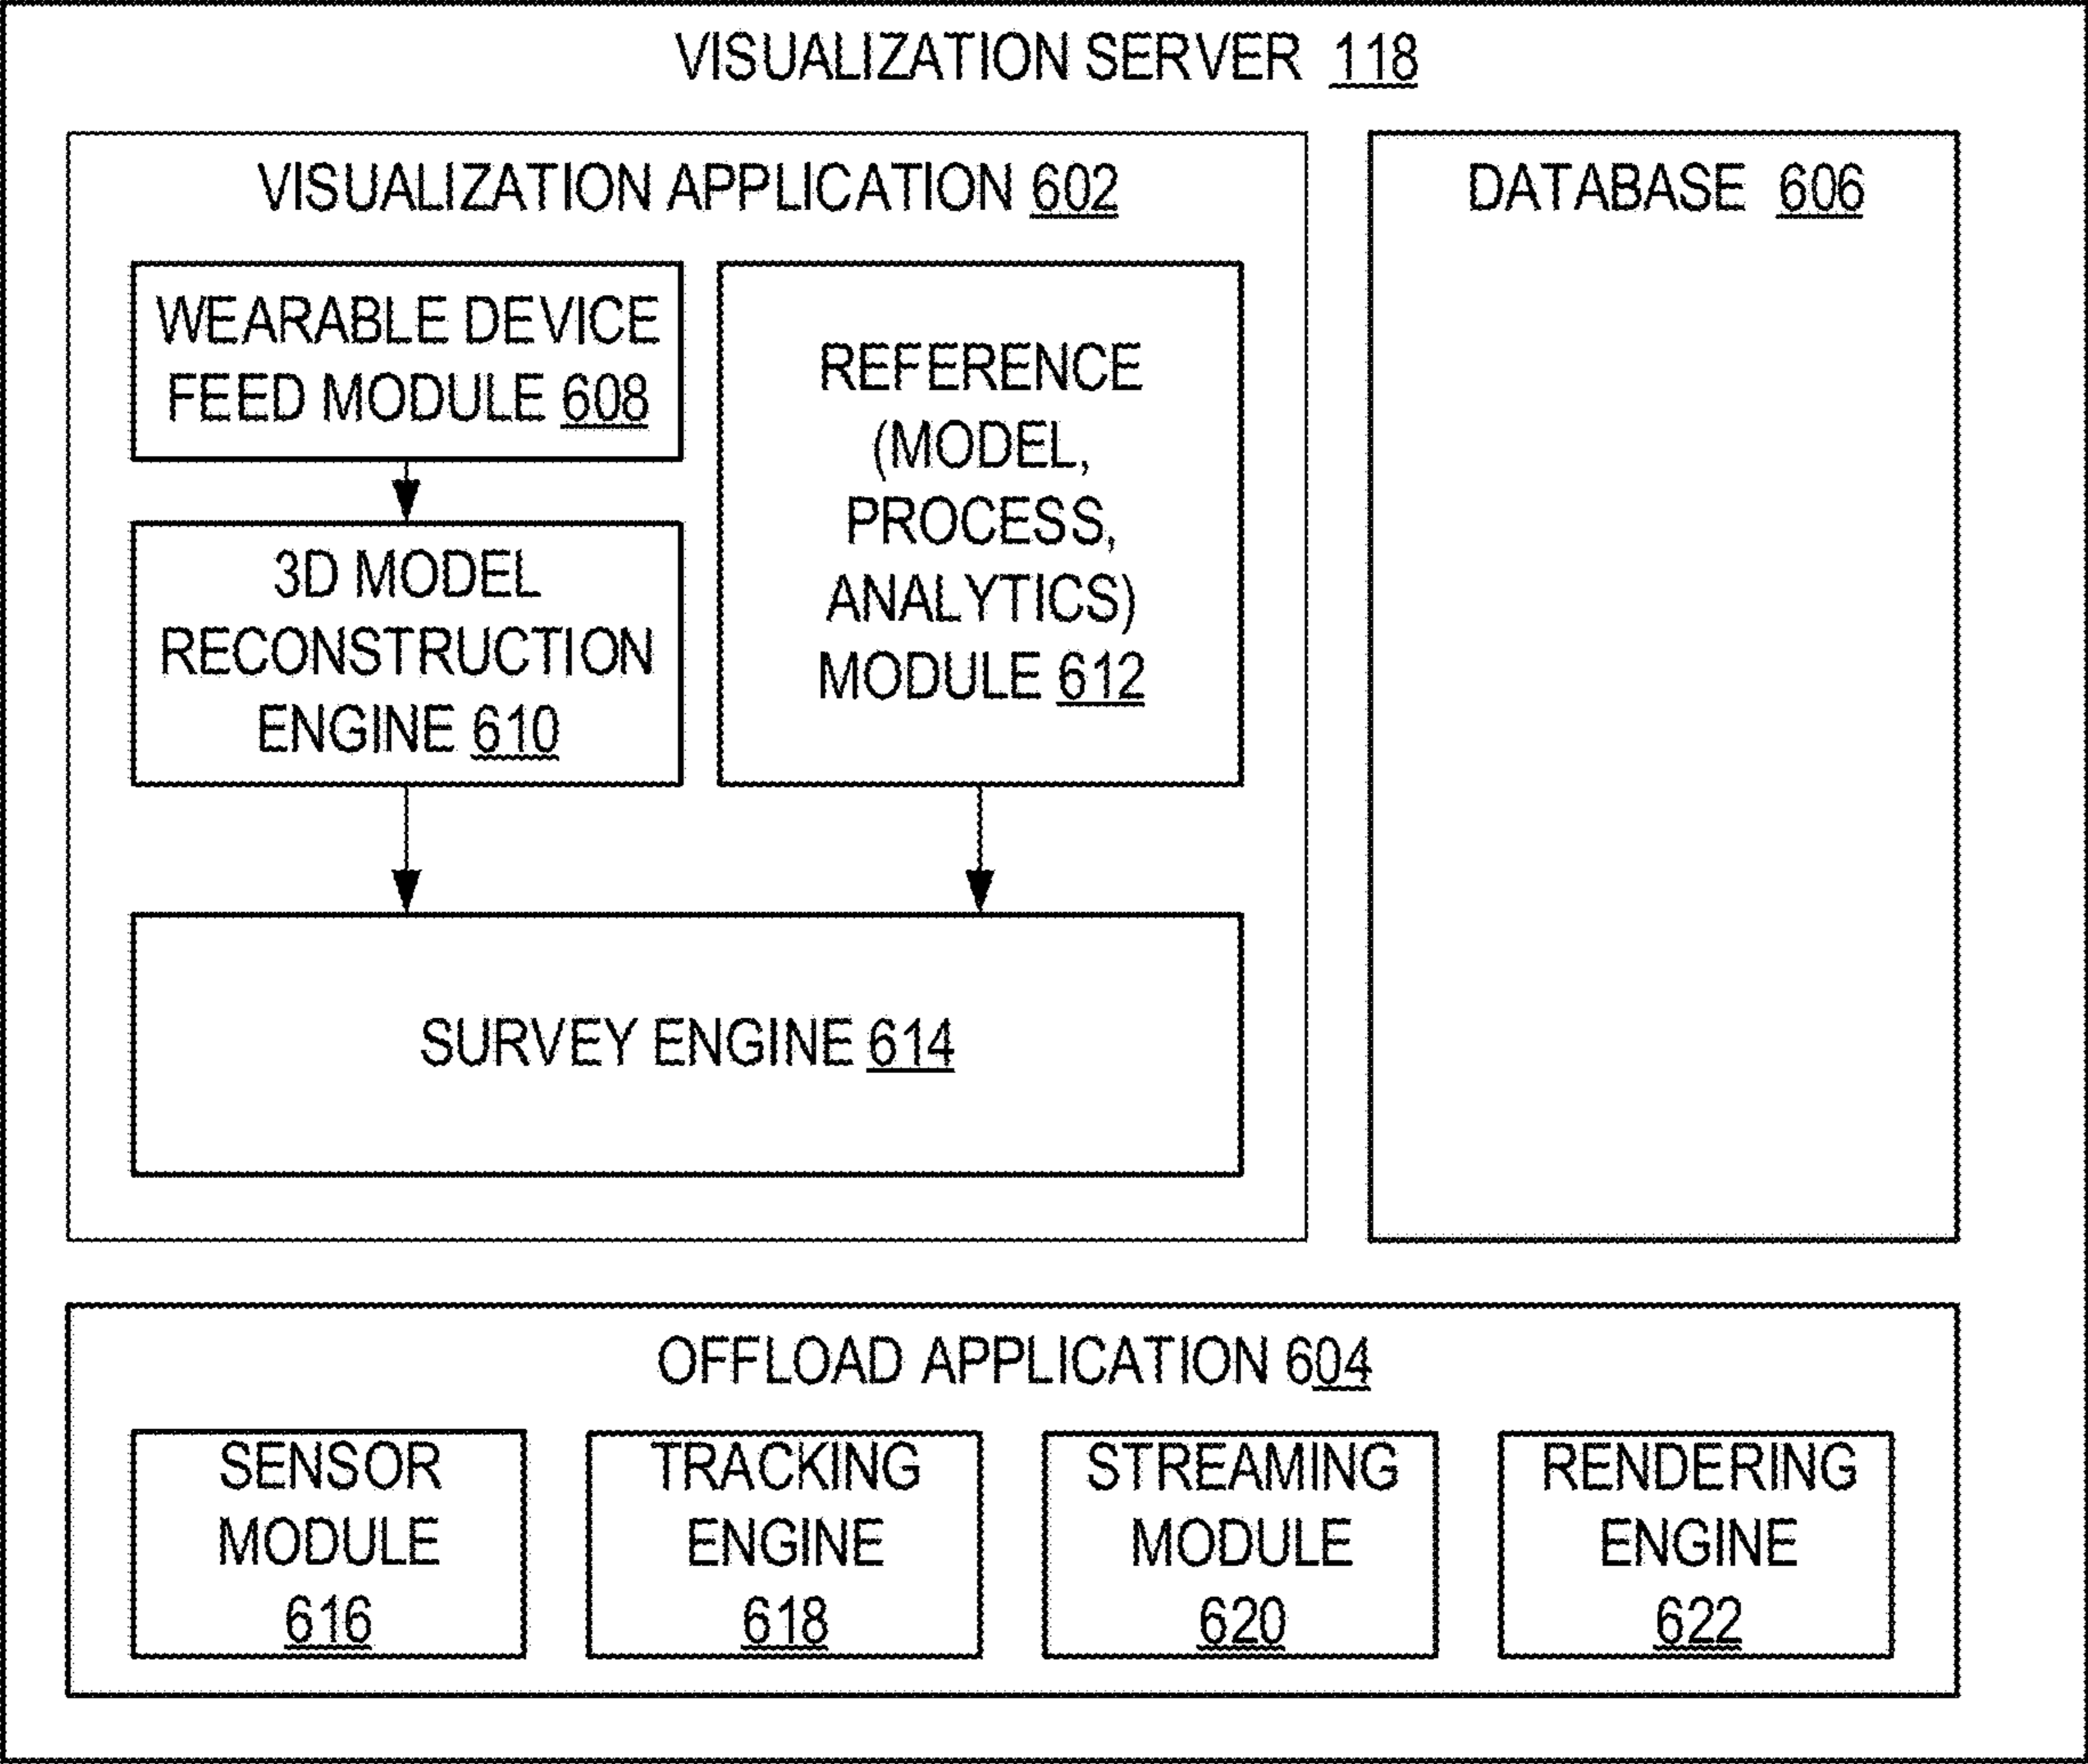 VISUALIZATION SERVER 118
VISUALIZATION APPLICATION 602
WEARABLE DEVICE
FEED MODULE 608
3D MODEL
RECONSTRUCTION
ENGINE 610
REFERENCE
(MODEL,
PROCESS,
ANALYTICS)
MODULE 612
SURVEY ENGINE 614
DATABASE 606
OFFLOAD APPLICATION 604
SENSOR
MODULE
616
TRACKING
ENGINE
618
STREAMING
MODULE
620
RENDERING
ENGINE
622